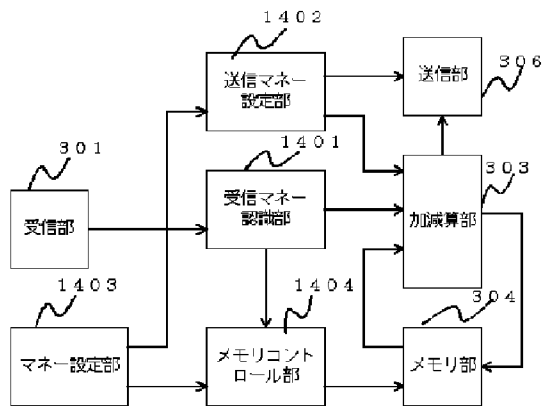 １４０２
送信マネー
設定部
送信部
３０６
３０１
受信部
１４０１
受信マネー
認識部
加減算部
３０３
１４０３
マネー設定部
１４０４
メモリコント
ロール部
３０４
メモリ部